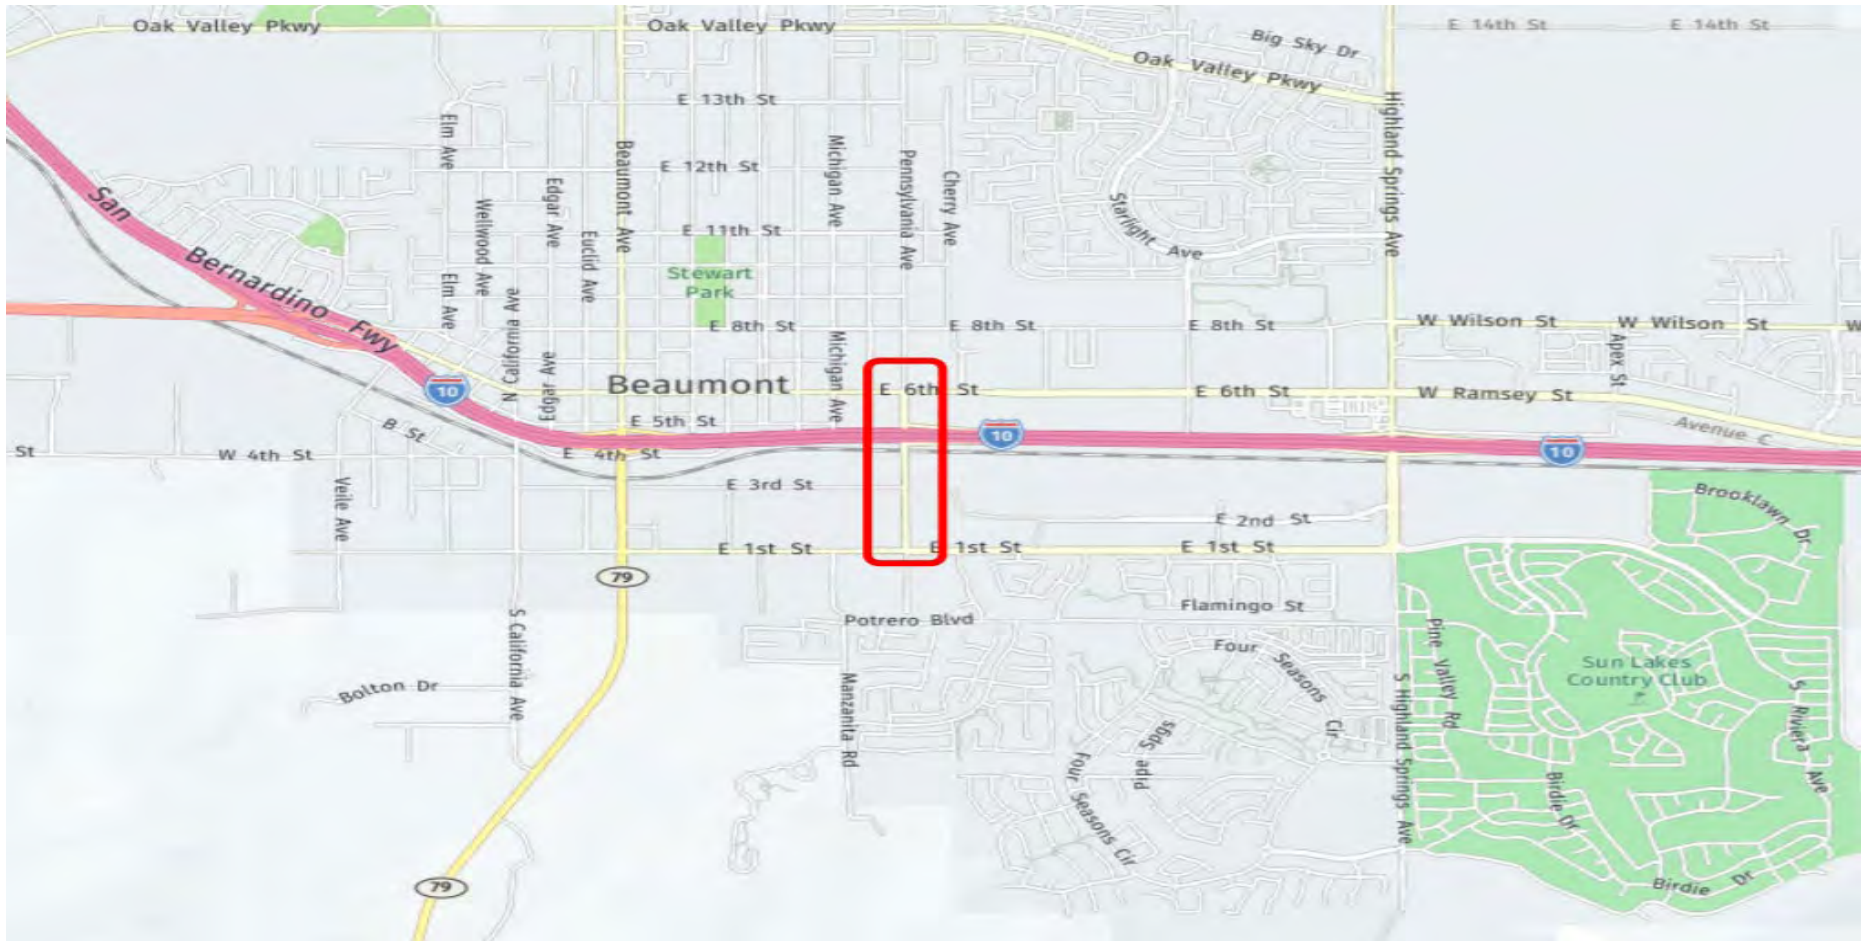 Oak Valley Pkwy
Oak Valley Pkwy
E 14th St
E 14th St
Big Sky Dr
Oak Valley Pkwy
E 13th St
Elm Ave
Beaumont Ave
E 12th St
Michigan Ave
Pennsylvania Ave
Cherry Ave
Highland Springs Ave
San Bernardino Fwy
Wellwood Ave
Edgar Ave
Euclid Ave
E 11th St
Starlight Ave
Stewart
Park
Elm Ave
N California Ave
E 8th St
E 8th St
E 8th St
W Wilson St
W Wilson St
W
Edgar Ave
Michigan Ave
Apex St
Beaumont
E 6th St
E 6th St
W Ramsey St
10
E 5th St
10
Avenue C
B St
St
W 4th St
E 4th St
10
Veile Ave
E 3rd St
E 2nd St
Brooklawn Dr
E 1st St
E 1st St
E 1st St
79
S California Ave
Potrero Blvd
Flamingo St
Pine Valley Rd
Four Seasons Cir
Sun Lakes
Country Club
Bolton Dr
Manzanita Rd
S Highland Springs Ave
S Riviera Ave
Four Seasons Cir
Birdie Dr
79
Birdie Dr